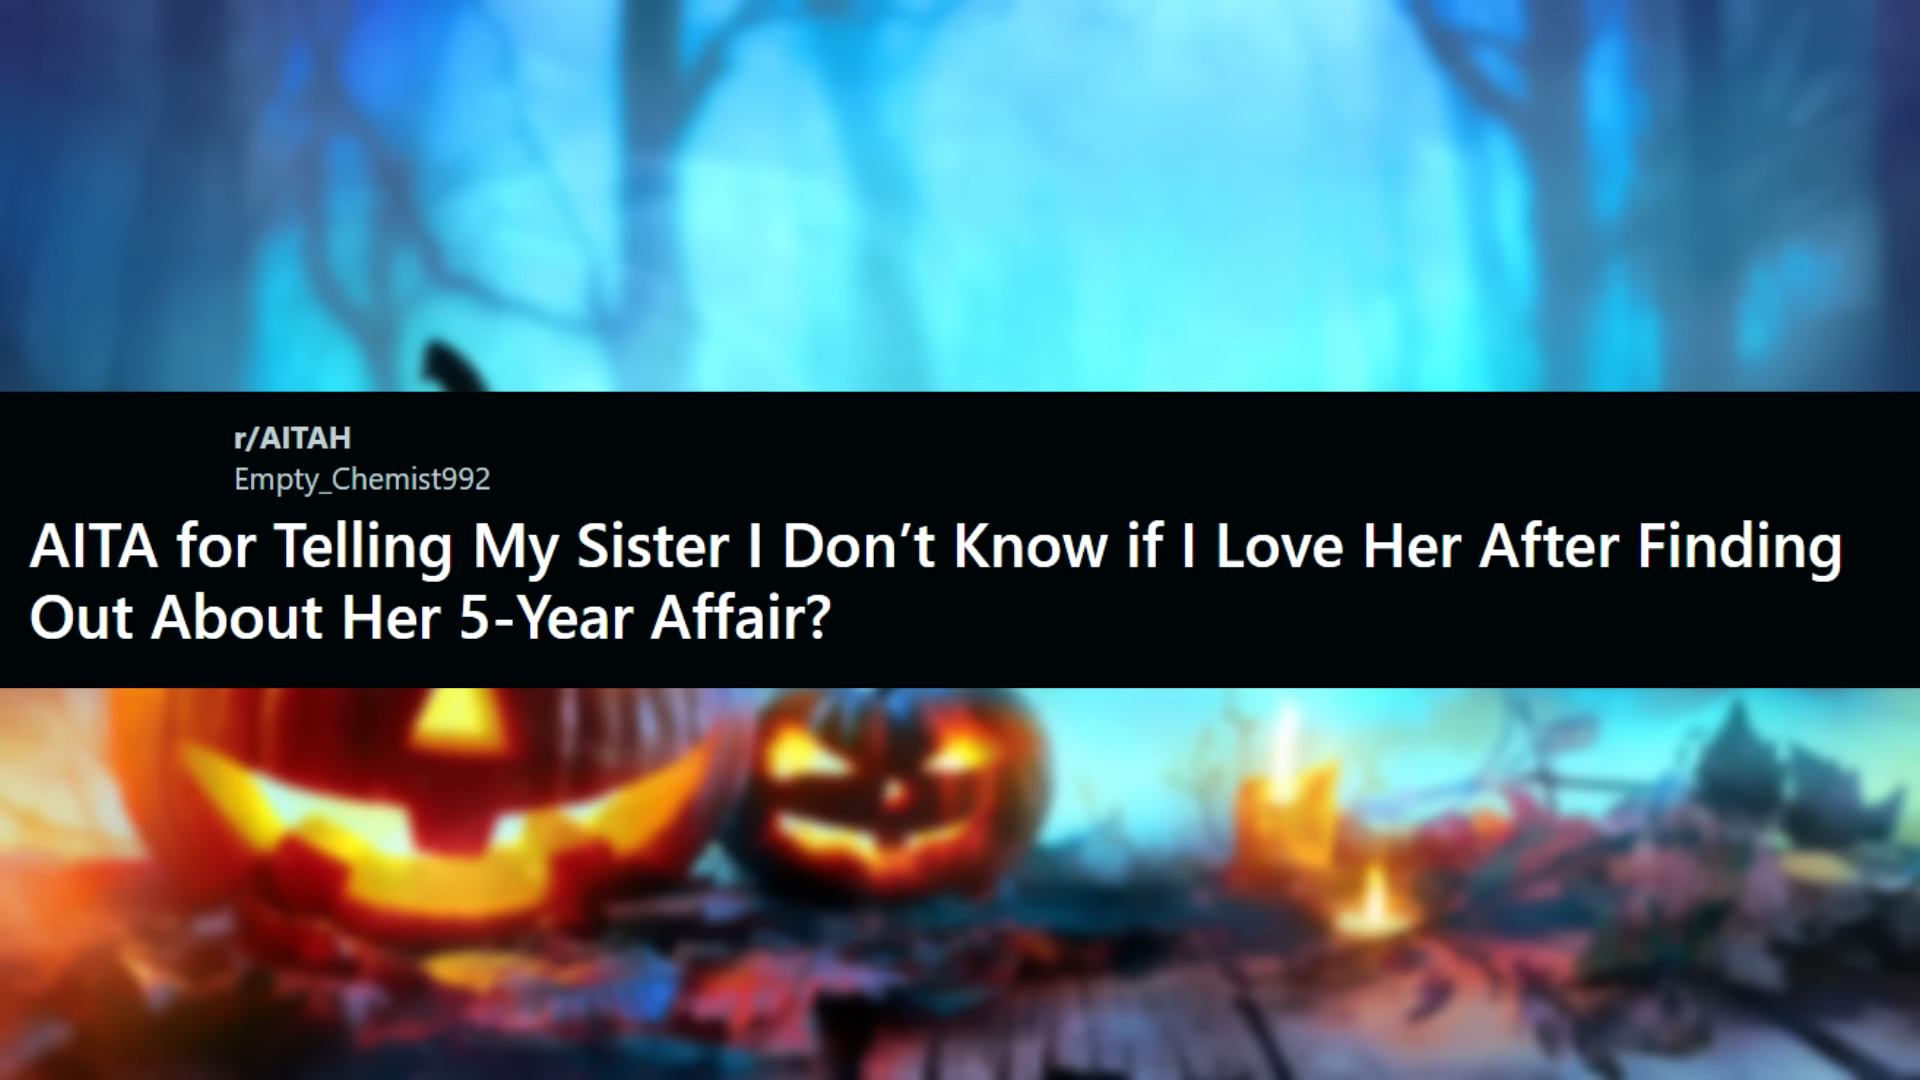 r/AITAH
Empty_Chemist992
AITA for Telling My Sister I Don’t Know if I Love Her After Finding
Out About Her 5-Year Affair?